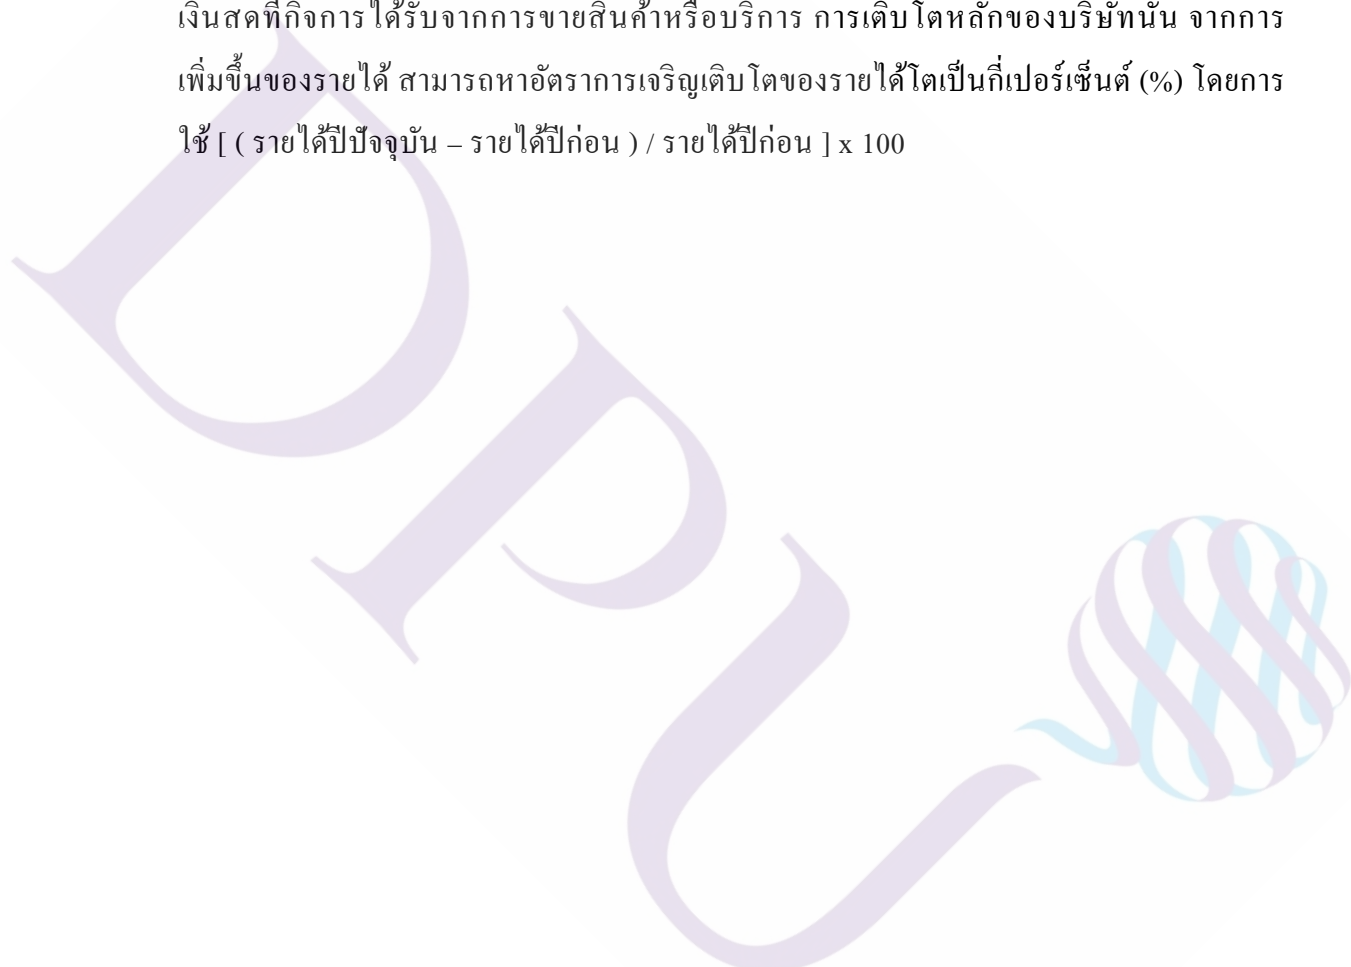 เงินสดที่กิจการได้รับจากการขายสินค้าหรือบริการ การเติบโตหลักของบริษัทนั้น จากการ
เพิ่มขึ้นของรายได้ สามารถหาอัตราการเจริญเติบโตของรายได้โตเป็นกี่เปอร์เซ็นต์ (%) โดยการ
ใช้ [ ( รายได้ปีปัจจุบัน – รายได้ปีก่อน ) / รายได้ปีก่อน ] x 100
DPU